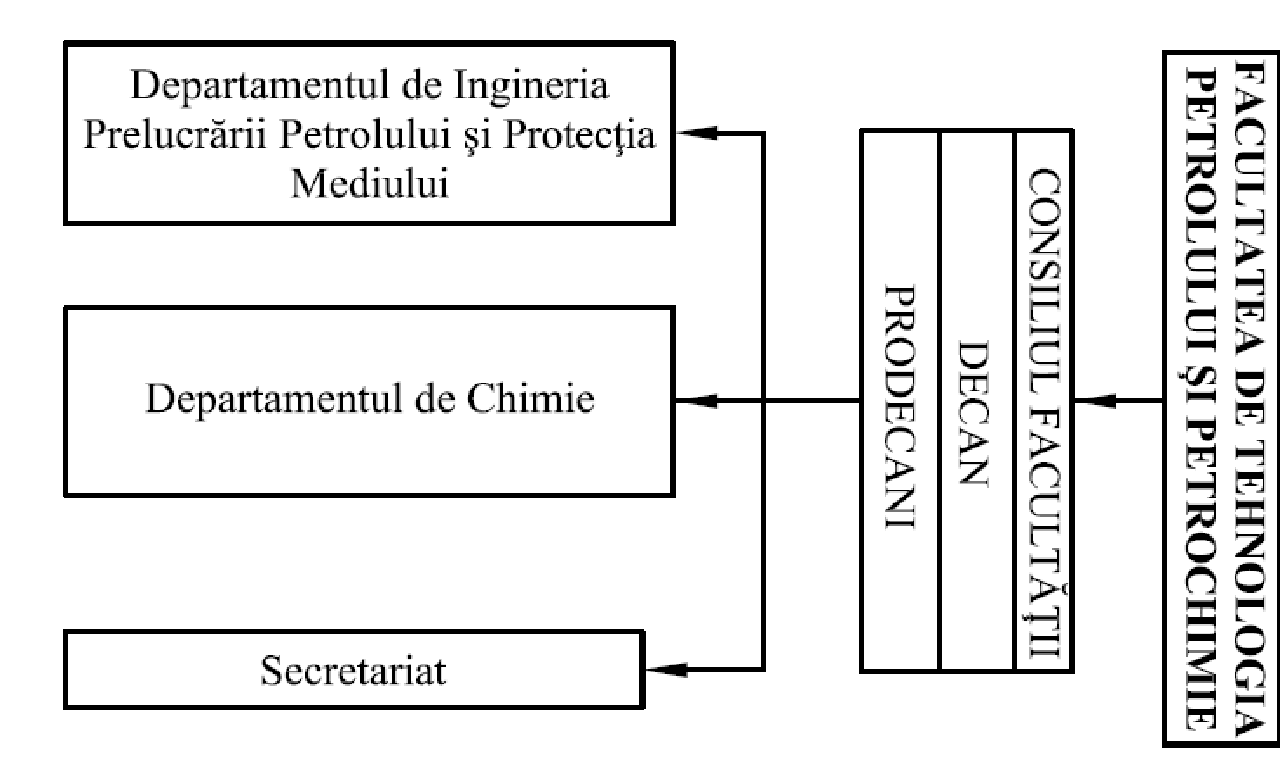 Departamentul de Ingineria
Prelucrării Petrolului şi Protecţia
Mediului
Departamentul de Chimie
Secretariat
PRODECANI
DECAN
CONSILIUL FACULTĂŢII
FACULTATEA DE TEHNOLOGIA
PETROLULUI ŞI PETROCHIMIE